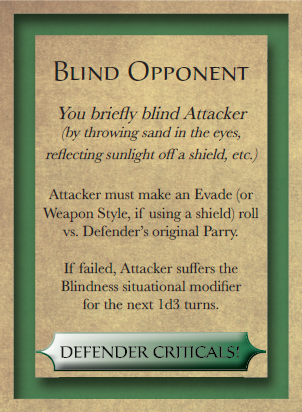 BLIND OPPONENT
You briefly blind Attacker
(by throwing sand in the eyes,
reflecting sunlight off a shield, etc.)
Attacker must make an Evade (or
Weapon Style, if using a shield) roll
vs. Defender's original Parry.
If failed, Attacker suffers the
Blindness situational modifier
for the next 1d3 turns.
DEFENDER CRITICALS!